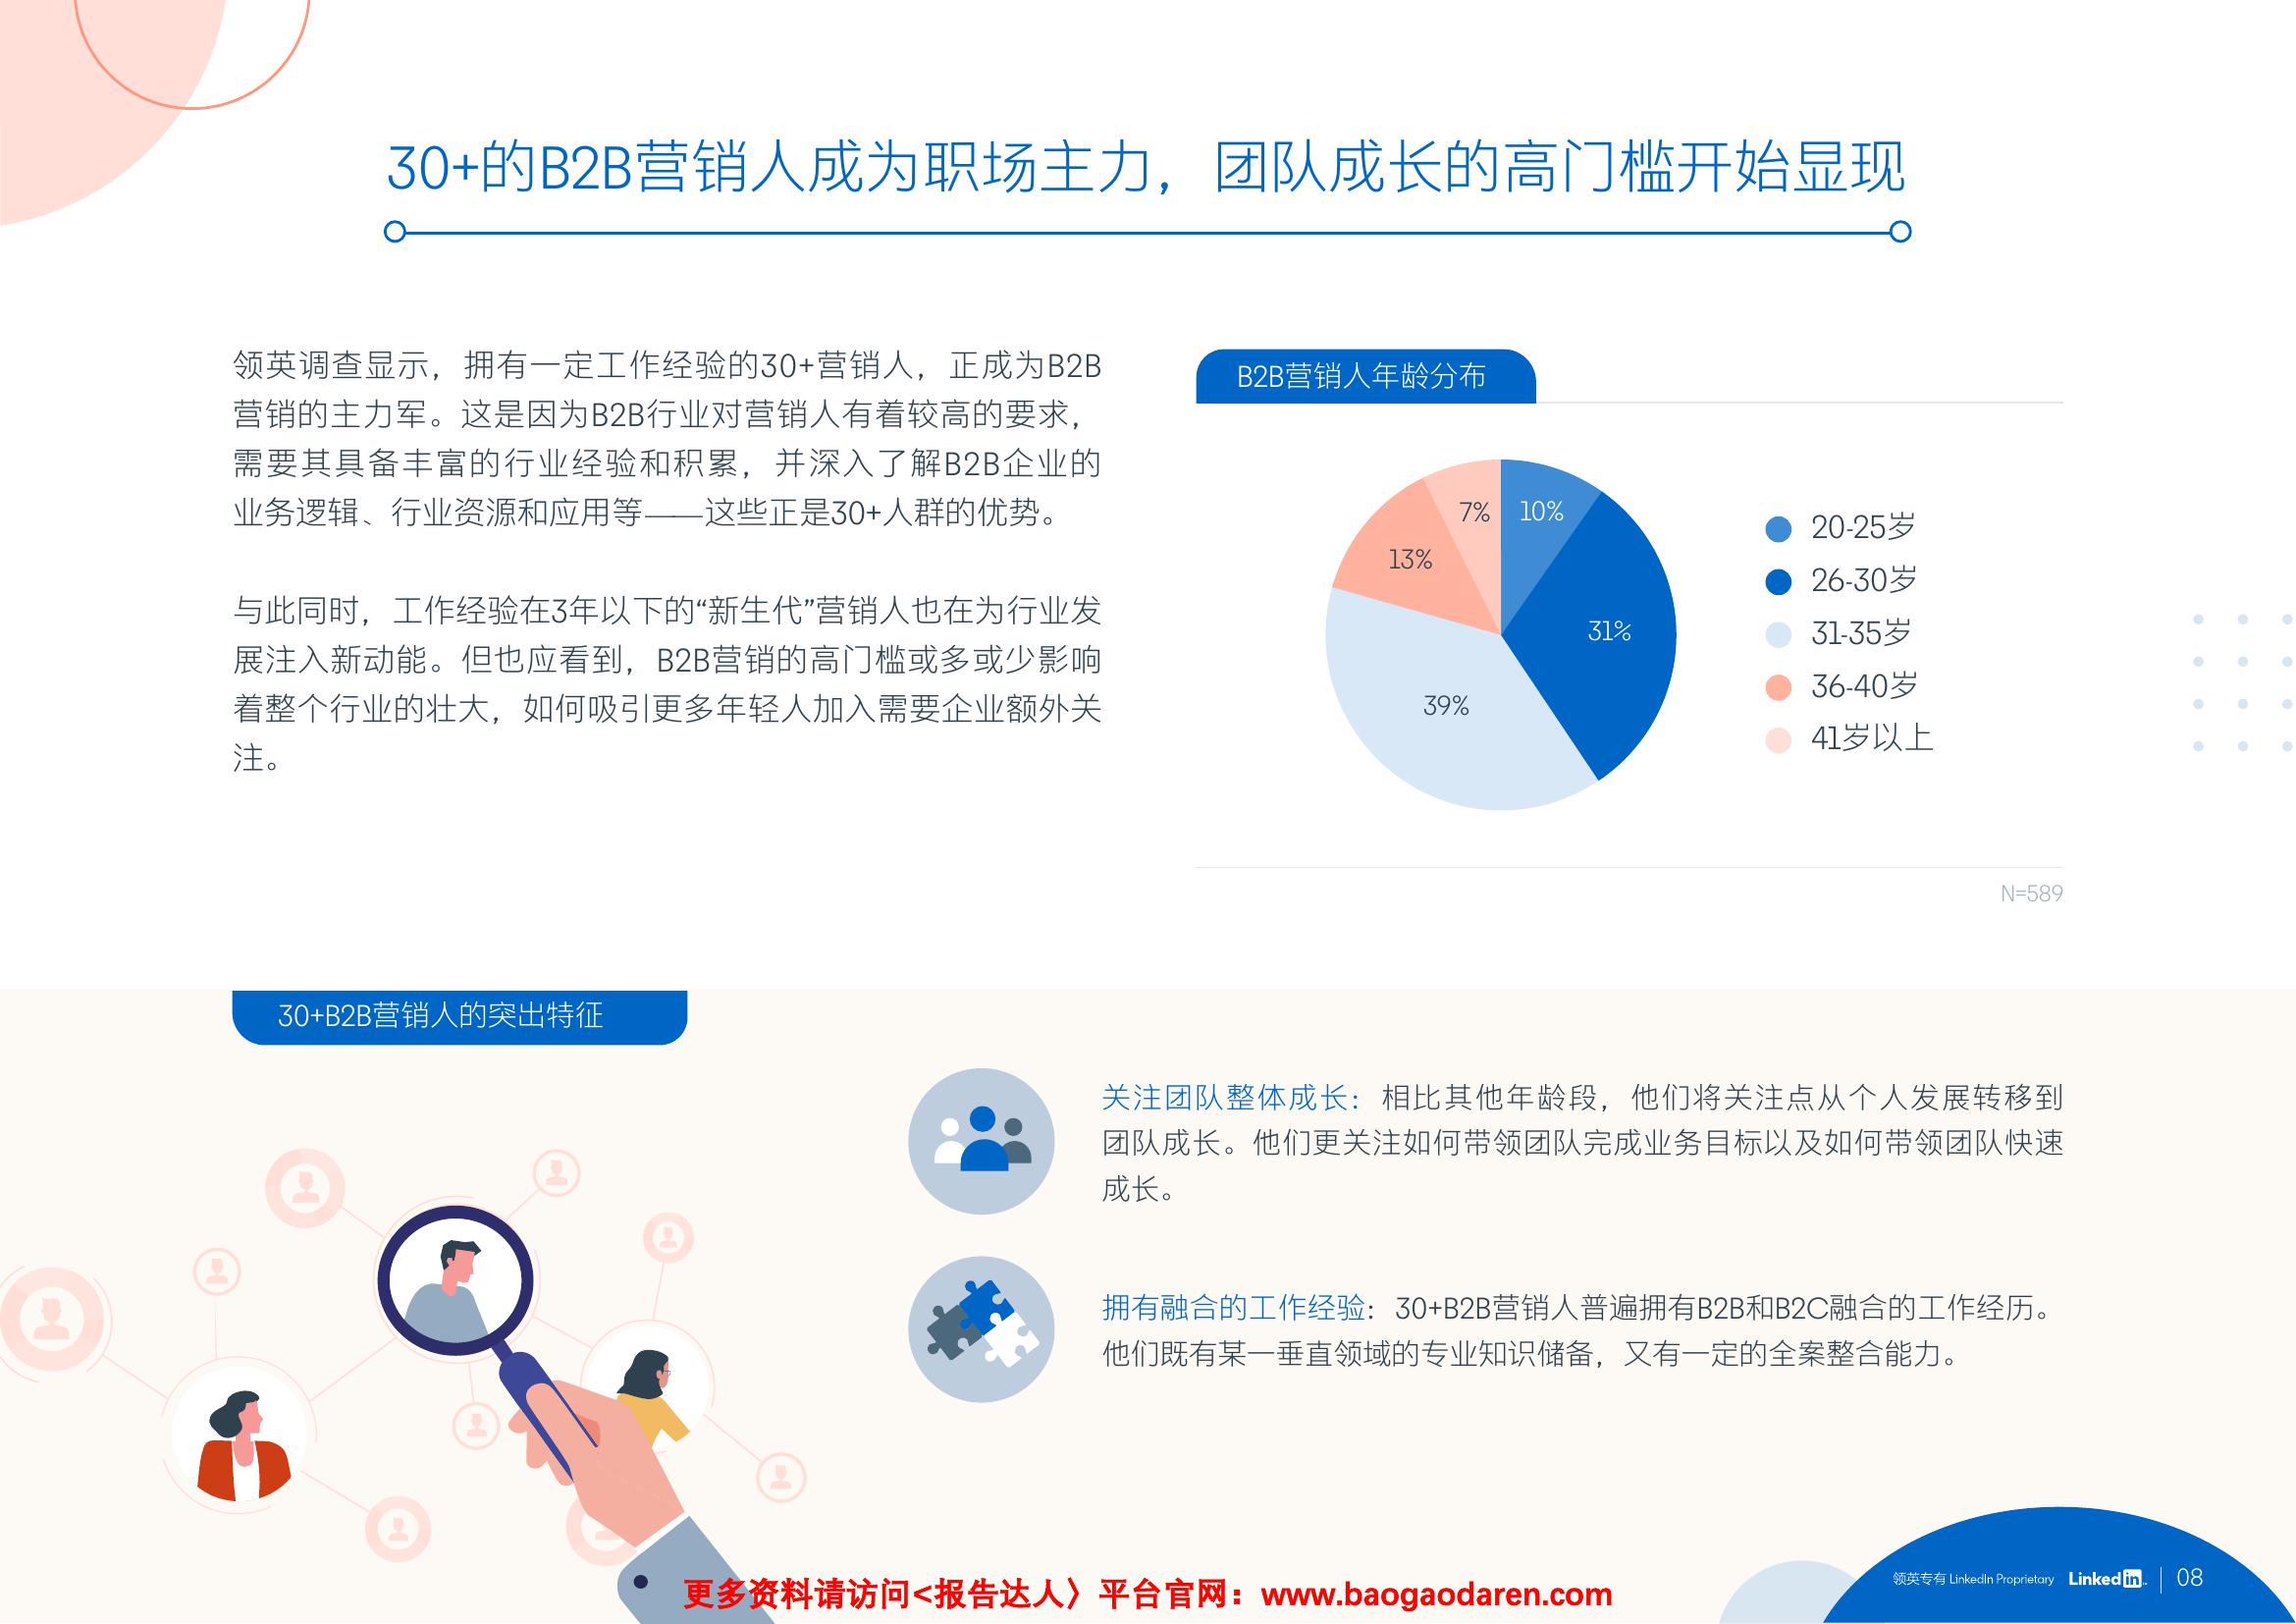 30+的B2B营销人成为职场主力，团队成长的高门槛开始显现
领英调查显示，拥有一定工作经验的30+营销人，正成为B2B
营销的主力军。这是因为B2B行业对营销人有着较高的要求，
需要其具备丰富的行业经验和积累，并深入了解B2B企业的
业务逻辑、行业资源和应用等——这些正是30+人群的优势。
与此同时，工作经验在3年以下的“新生代”营销人也在为行业发
展注入新动能。但也应看到，B2B营销的高门槛或多或少影响
着整个行业的壮大，如何吸引更多年轻人加入需要企业额外关
注。
B2B营销人年龄分布
7%
10%
13%
31%
39%
20-25岁
26-30岁
31-35岁
36-40岁
41岁以上
N=589
30+B2B营销人的突出特征
关注团队整体成长：相比其他年龄段，他们将关注点从个人发展转移到
团队成长。他们更关注如何带领团队完成业务目标以及如何带领团队快速
成长。
拥有融合的工作经验：30+B2B营销人普遍拥有B2B和B2C融合的工作经历。
他们既有某一垂直领域的专业知识储备，又有一定的全案整合能力。
领英专有 LinkedIn Proprietary LinkedIn 08
更多资料请访问<报告达人〉平台官网：www.baogaodaren.com